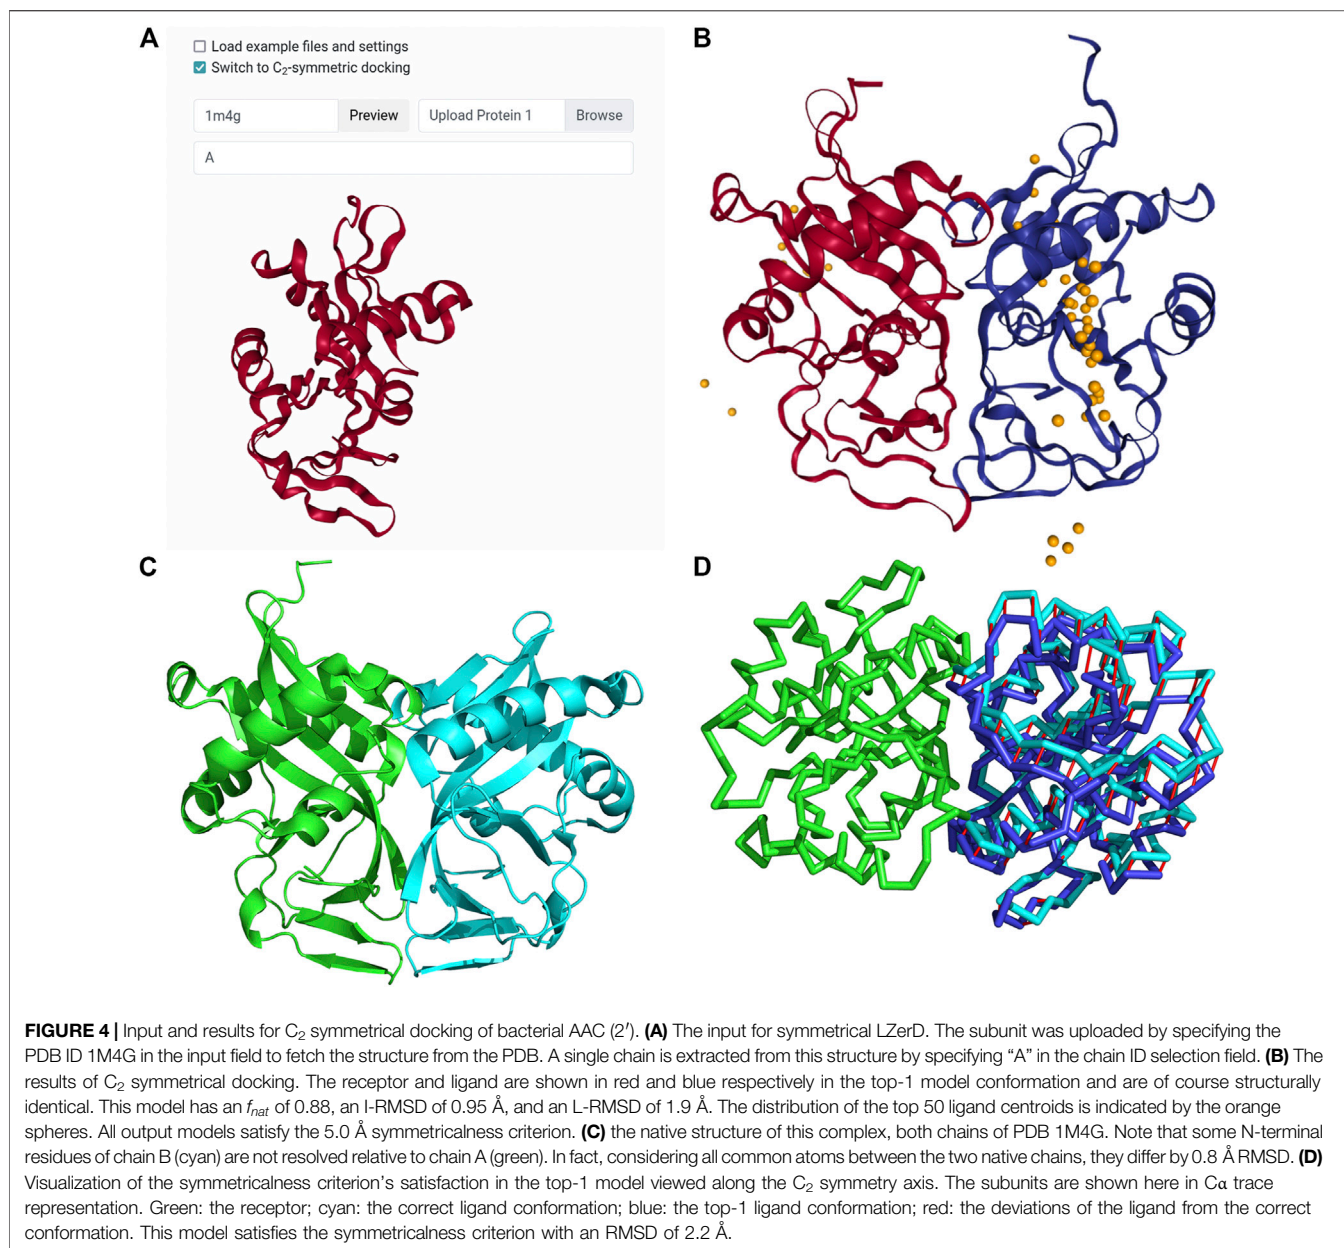 A
Load example files and settings
Switch to C₂-symmetric docking
1m4g Preview Upload Protein 1 Browse
A
B
C
D
FIGURE 4 | Input and results for C₂ symmetrical docking of bacterial AAC (2′). (A) The input for symmetrical LZerD. The subunit was uploaded by specifying the
PDB ID 1M4G in the input field to fetch the structure from the PDB. A single chain is extracted from this structure by specifying “A” in the chain ID selection field. (B) The
results of C₂ symmetrical docking. The receptor and ligand are shown in red and blue respectively in the top-1 model conformation and are of course structurally
identical. This model has an fnat of 0.88, an I-RMSD of 0.95 Å, and an L-RMSD of 1.9 Å. The distribution of the top 50 ligand centroids is indicated by the orange
spheres. All output models satisfy the 5.0 Å symmetricalness criterion. (C) the native structure of this complex, both chains of PDB 1M4G. Note that some N-terminal
residues of chain B (cyan) are not resolved relative to chain A (green). In fact, considering all common atoms between the two native chains, they differ by 0.8 Å RMSD. (D)
Visualization of the symmetricalness criterion’s satisfaction in the top-1 model viewed along the C₂ symmetry axis. The subunits are shown here in Cα trace
representation. Green: the receptor; cyan: the correct ligand conformation; blue: the top-1 ligand conformation; red: the deviations of the ligand from the correct
conformation. This model satisfies the symmetricalness criterion with an RMSD of 2.2 Å.